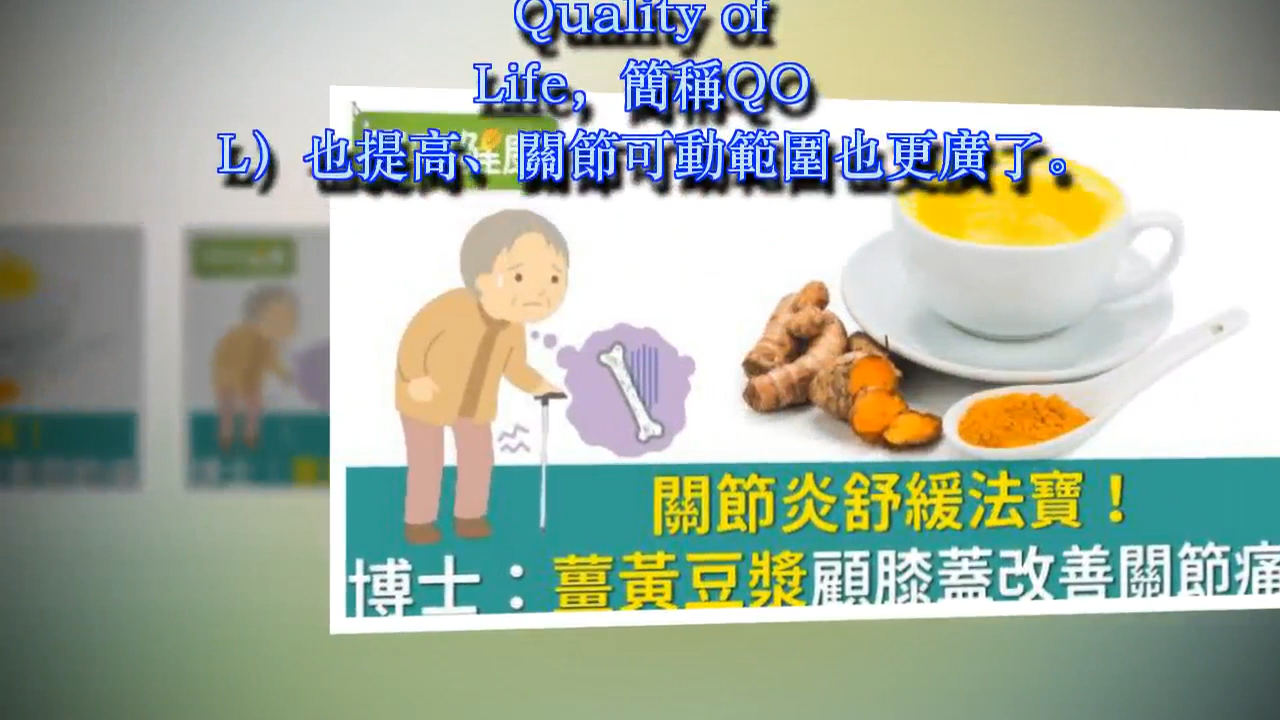 Quality of
Life，簡稱QO
L）也提高、關節可動範圍也更廣了。
關節炎舒緩法寶！
博士：薑黃豆漿顧膝蓋改善關節痛